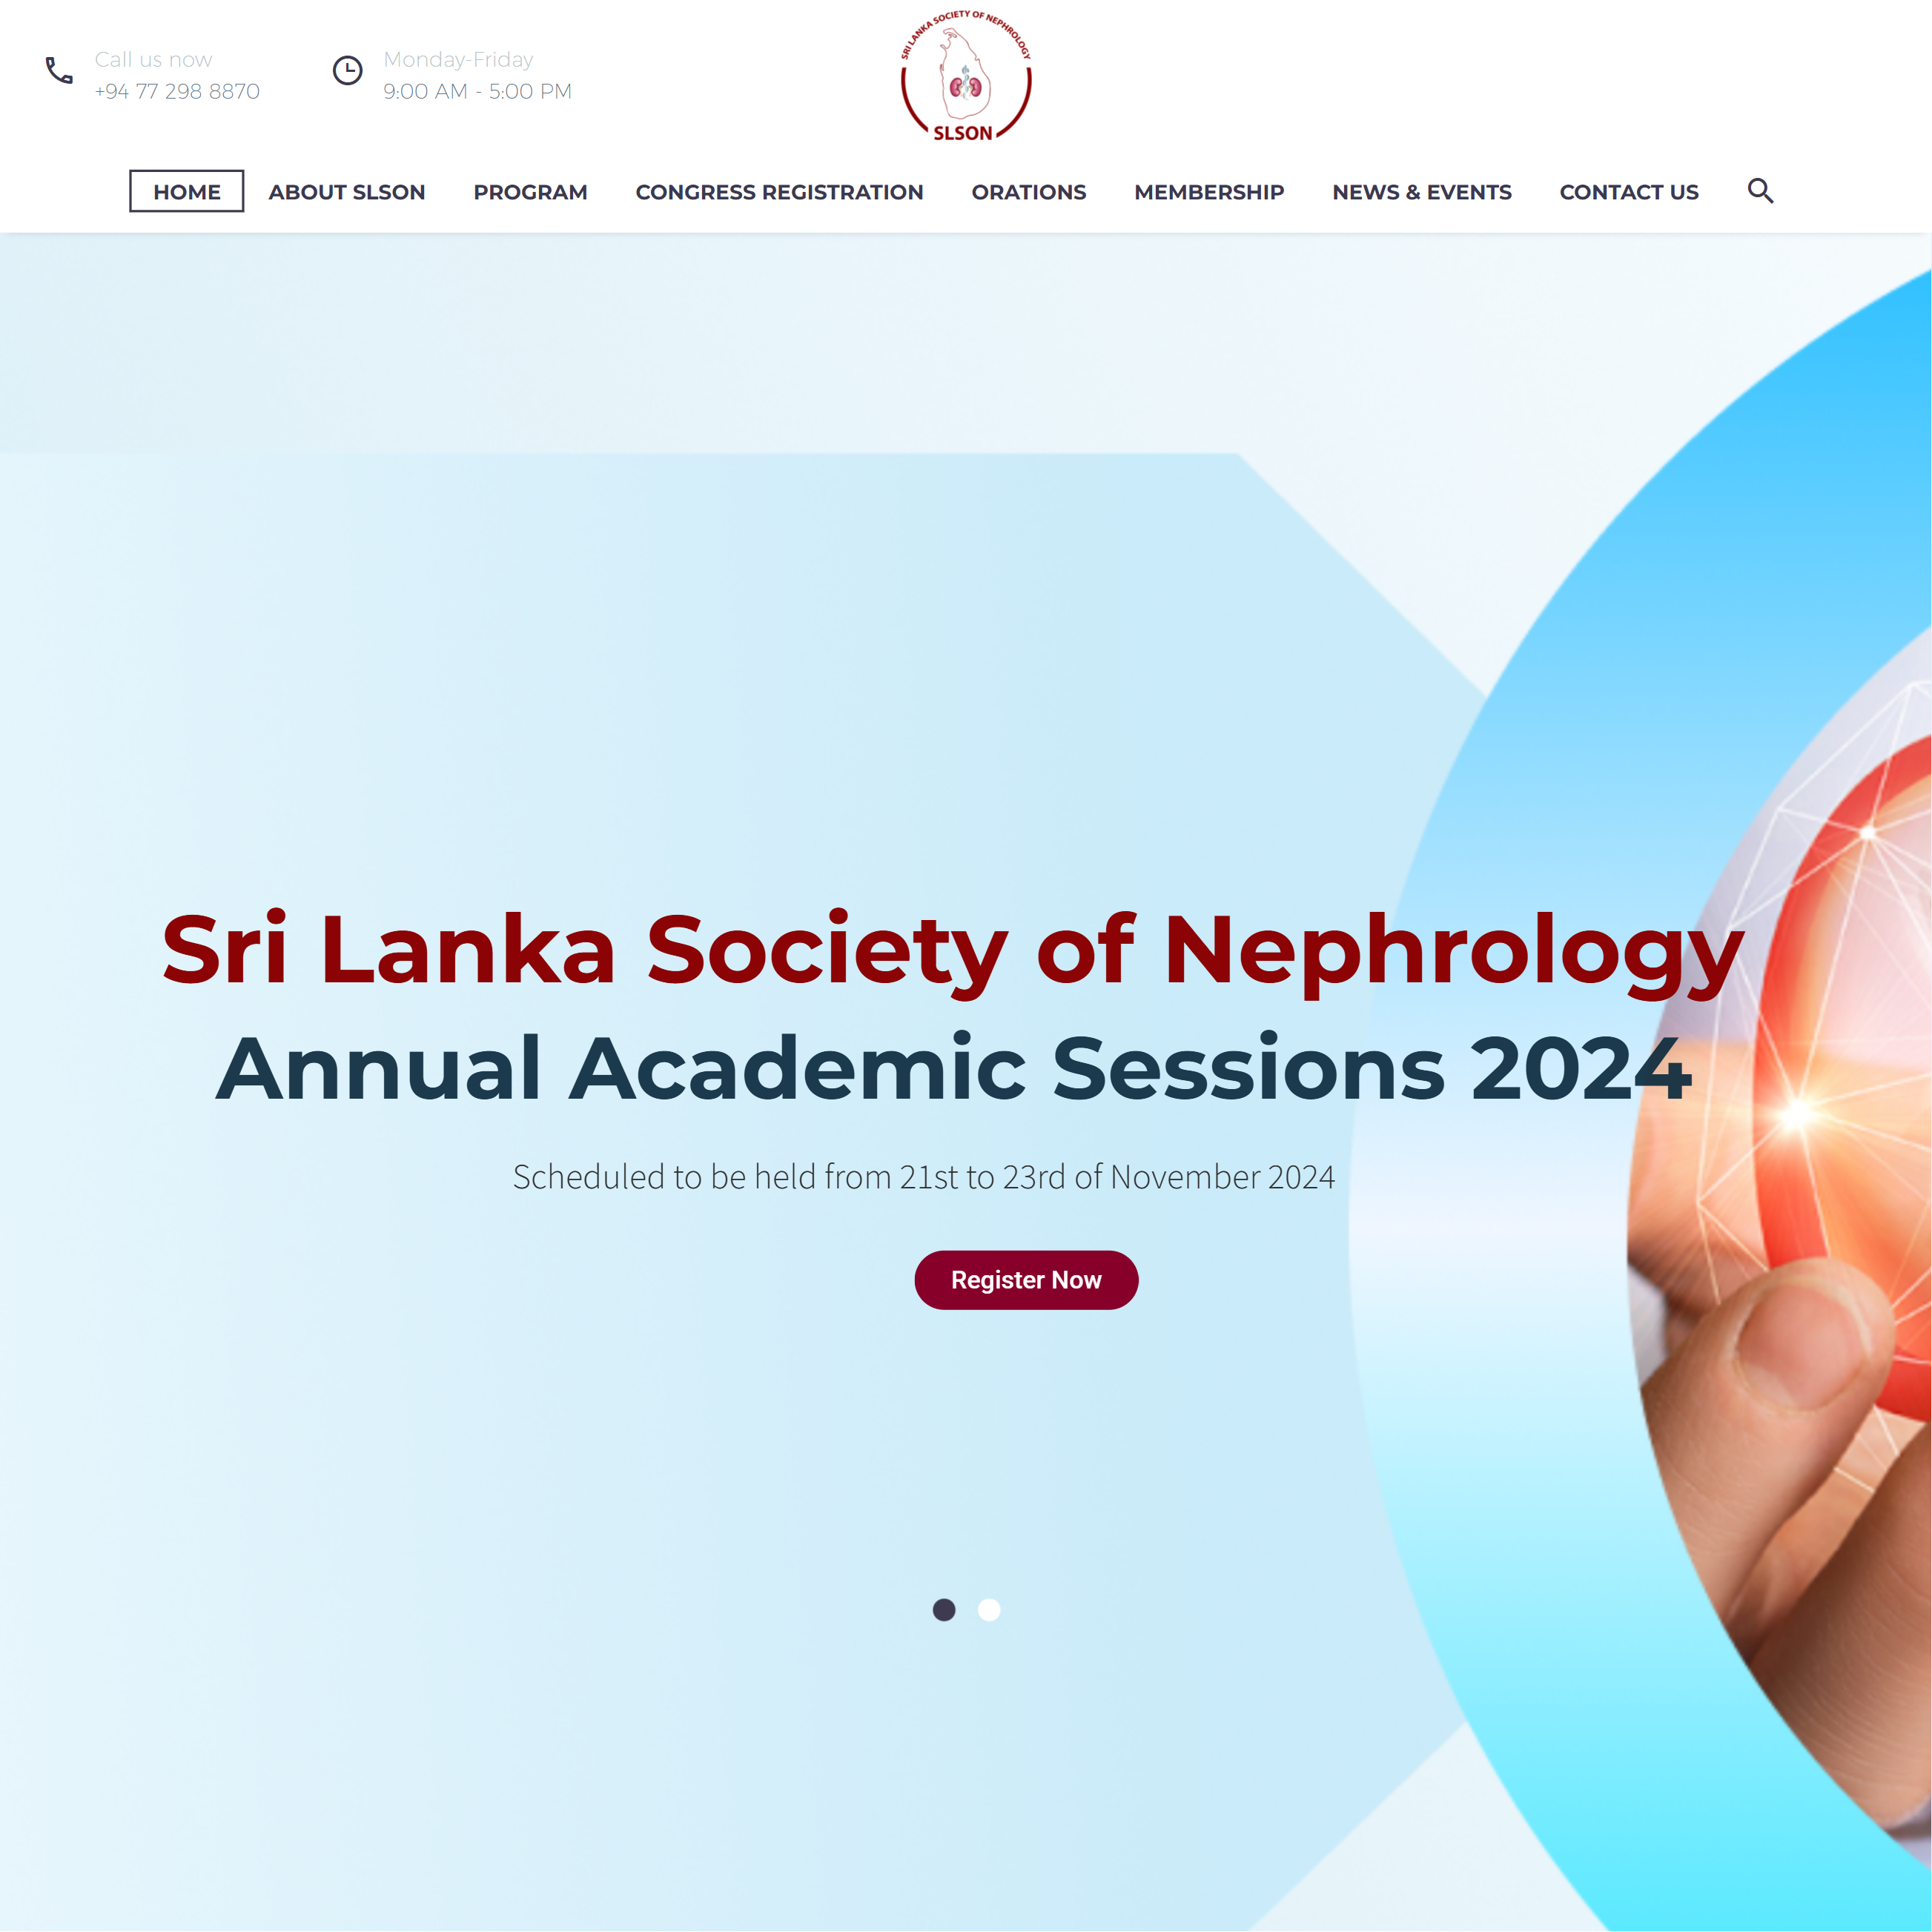 Call us now
+94 77 298 8870
Monday-Friday
9:00 AM - 5:00 PM
SRI LANKA SOCIETY OF NEPHROLOGY
SLSON
HOME ABOUT SLSON PROGRAM CONGRESS REGISTRATION ORATIONS MEMBERSHIP NEWS & EVENTS CONTACT US
Sri Lanka Society of Nephrology
Annual Academic Sessions 2024
Scheduled to be held from 21st to 23rd of November 2024
Register Now